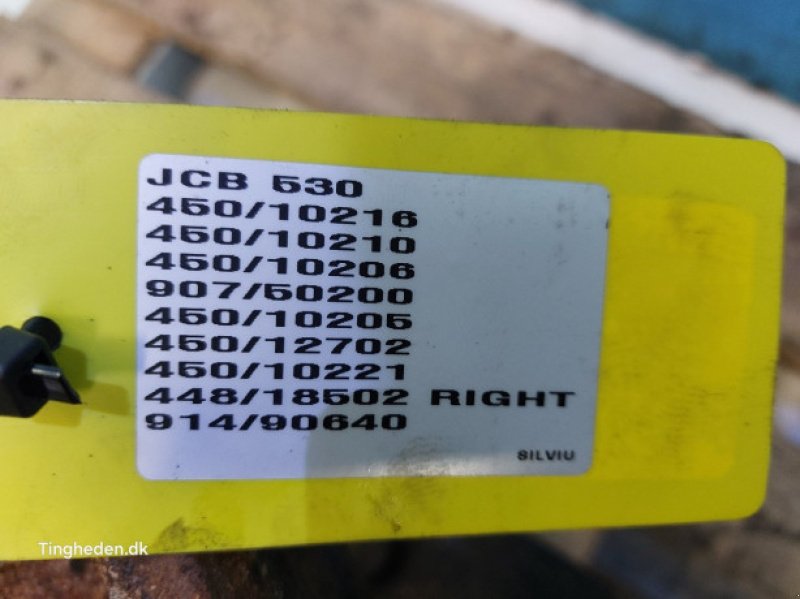 JCB 530
450/10216
450/10210
450/10206
907/50200
450/10205
450/12702
450/10221
448/18502 RIGHT
914/90640
SILVIU
Tingheden.dk